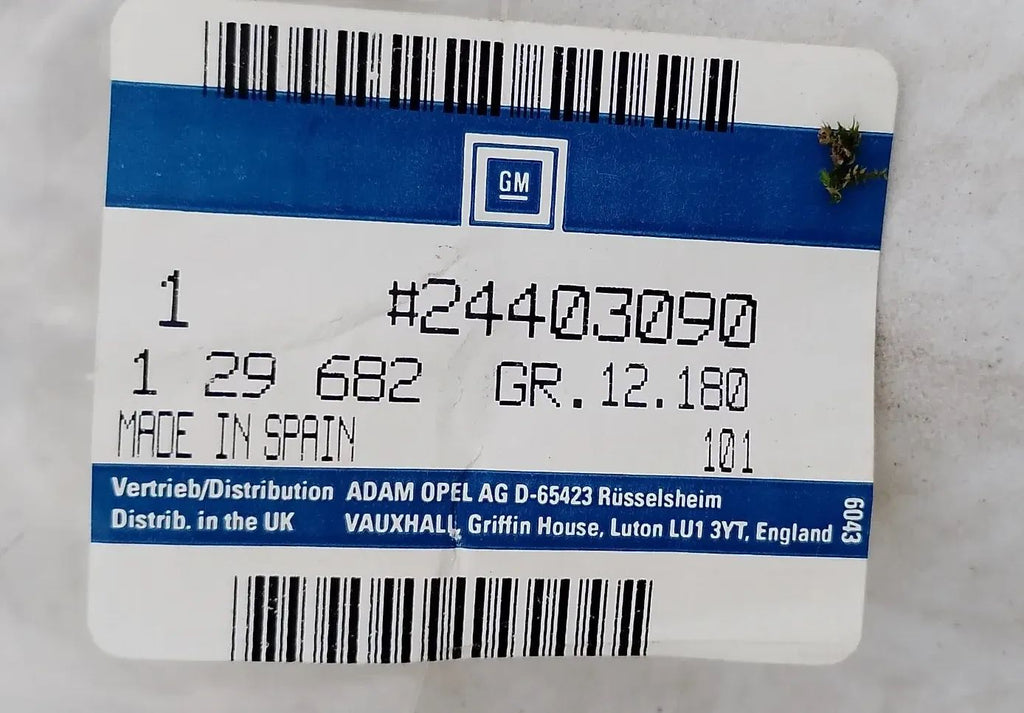 GM
1 #24403090
1 29 682 GR. 12.180
MADE IN SPAIN 101
Vertrieb/Distribution ADAM OPEL AG D-65423 Rüsselsheim
Distrib. in the UK VAUXHALL, Griffin House, Luton LU1 3YT, England
6043